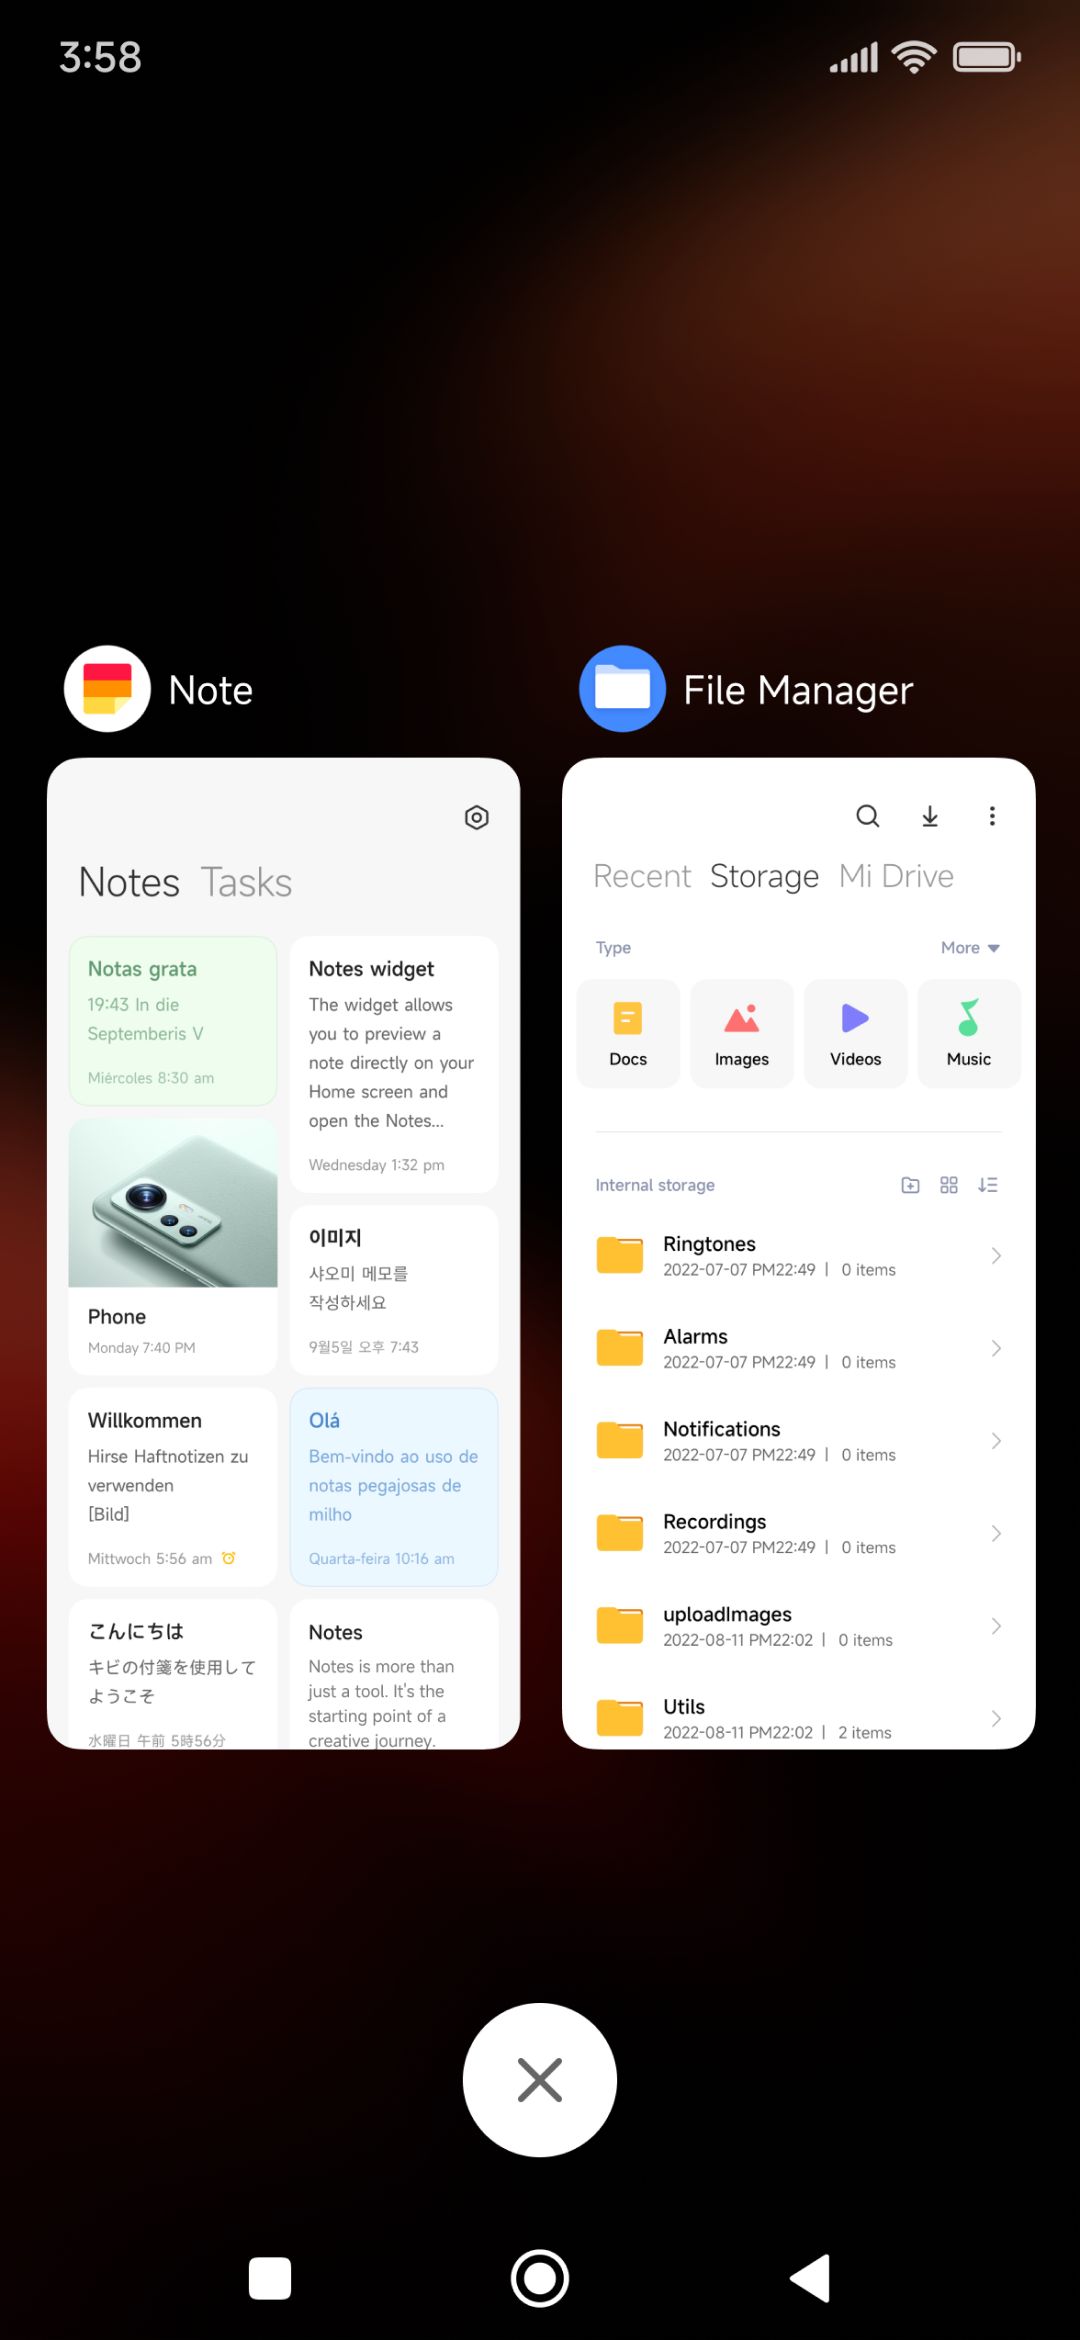 3:58
Note
Notes Tasks
Notas grata
19:43 In die
Septemberis V
Miércoles 8:30 am
Phone
Monday 7:40 PM
Willkommen
Hirse Haftnotizen zu
verwenden
[Bild]
Mittwoch 5:56 am
こんにちは
キビの付箋を使用して
ようこそ
水曜日 午前 5時56分
Notes widget
The widget allows
you to preview a
note directly on your
Home screen and
open the Notes...
Wednesday 1:32 pm
이미지
샤오미 메모를
작성하세요
9월5일 오후 7:43
Olá
Bem-vindo ao uso de
notas pegajosas de
milho
Quarta-feira 10:16 am
Notes
Notes is more than
just a tool. It's the
starting point of a
creative journey.
File Manager
Recent Storage Mi Drive
Type More
Docs Images Videos Music
Internal storage
Ringtones
2022-07-07 PM22:49 | 0 items
Alarms
2022-07-07 PM22:49 | 0 items
Notifications
2022-07-07 PM22:49 | 0 items
Recordings
2022-07-07 PM22:49 | 0 items
uploadImages
2022-08-11 PM22:02 | 0 items
Utils
2022-08-11 PM22:02 | 2 items